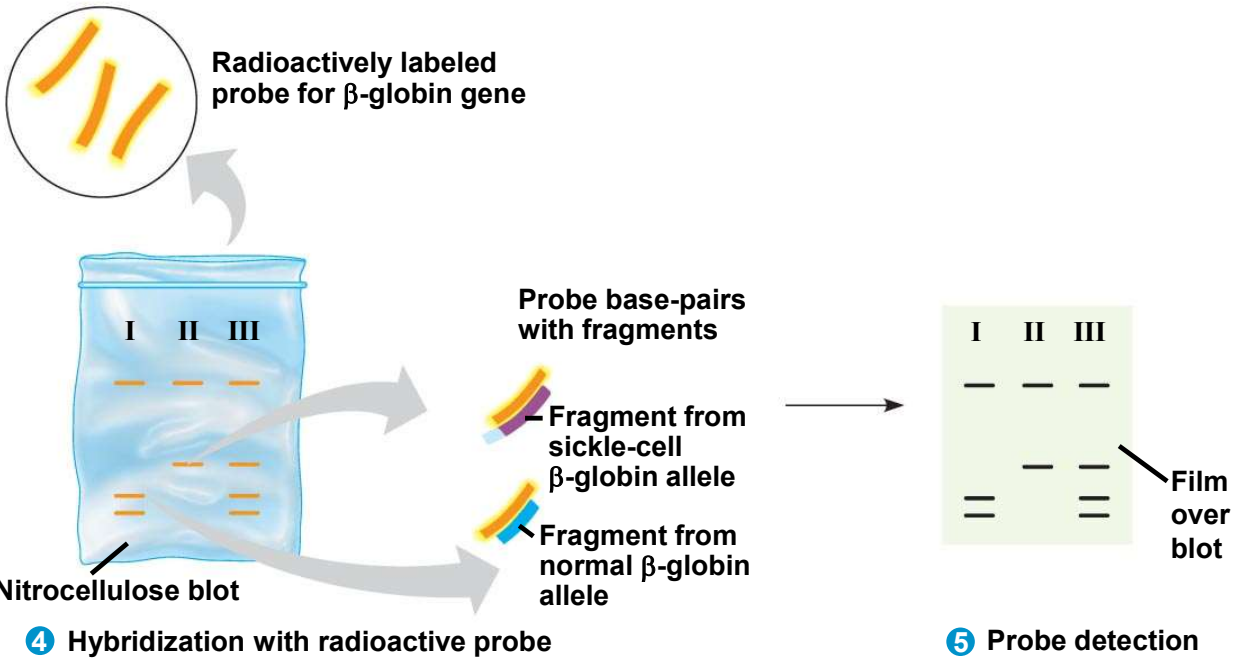 Radioactively labeled
probe for β-globin gene
I II III
Probe base-pairs
with fragments
Fragment from
sickle-cell
β-globin allele
Fragment from
normal β-globin
allele
Nitrocellulose blot
4 Hybridization with radioactive probe
I II III
Film
over
blot
5 Probe detection